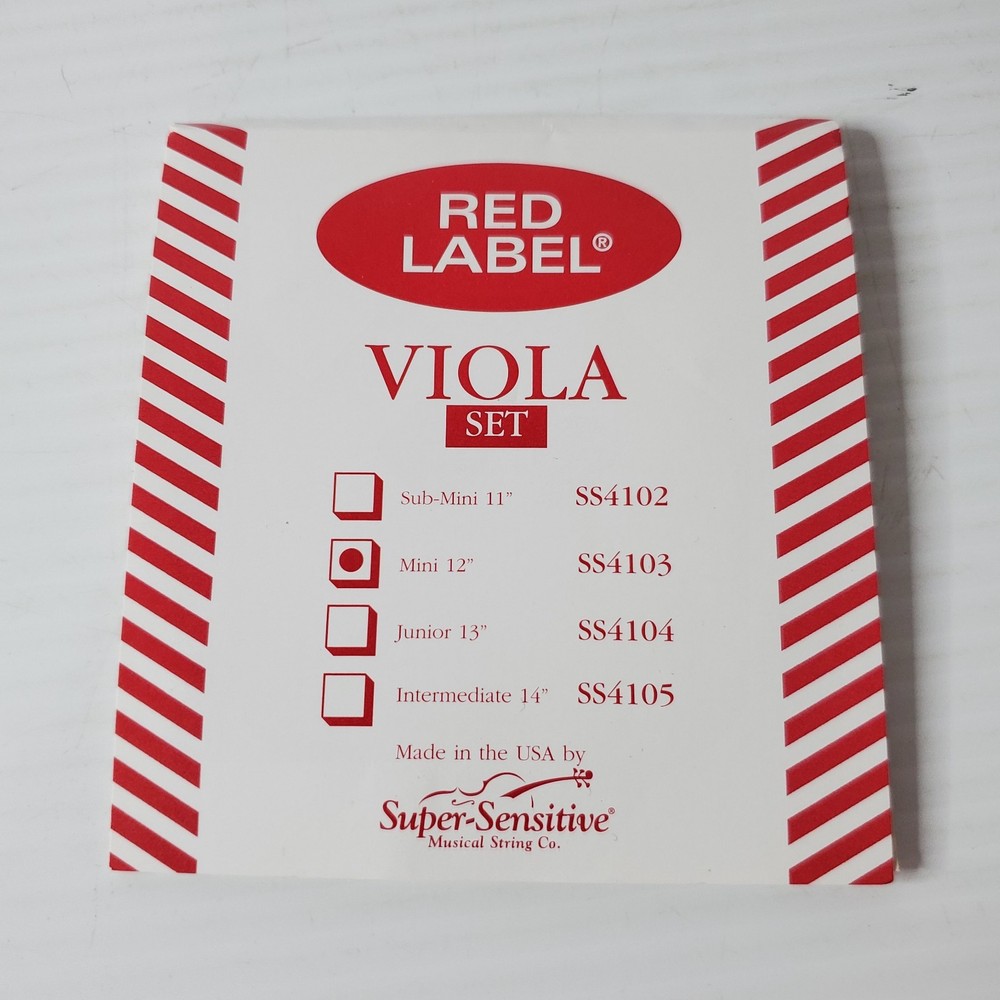 RED
LABEL®
VIOLA
SET
Sub-Mini 11” SS4102
Mini 12” SS4103
Junior 13” SS4104
Intermediate 14” SS4105
Made in the USA by
Super-Sensitive®
Musical String Co.